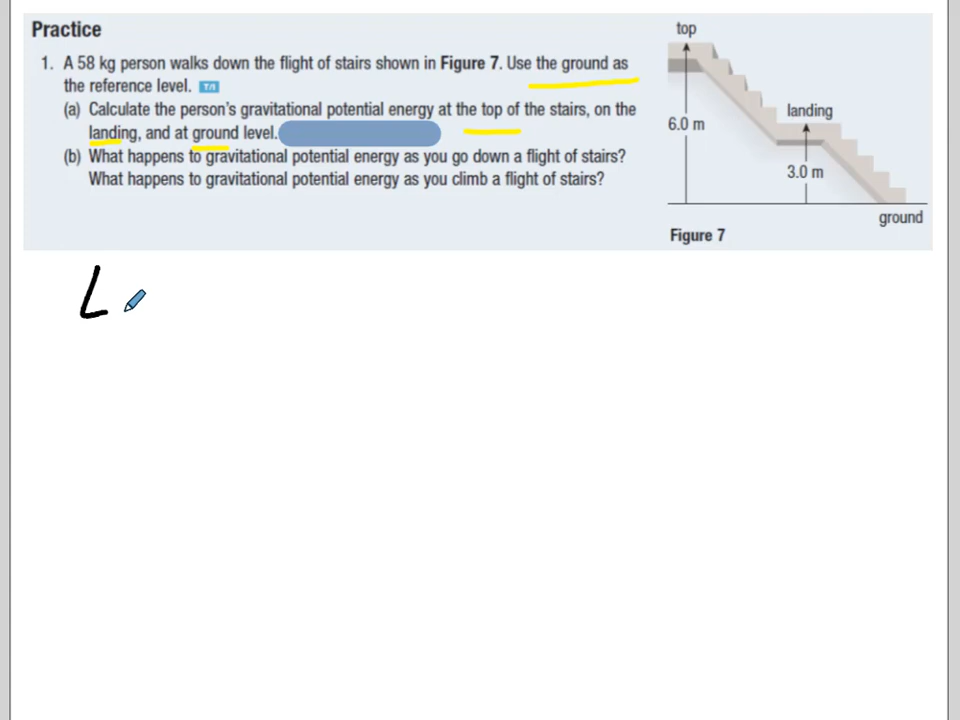 Practice
1. A 58 kg person walks down the flight of stairs shown in Figure 7. Use the ground as
the reference level. T/I
(a) Calculate the person's gravitational potential energy at the top of the stairs, on the
landing, and at ground level.
(b) What happens to gravitational potential energy as you go down a flight of stairs?
What happens to gravitational potential energy as you climb a flight of stairs?
top
landing
6.0 m
3.0 m
ground
Figure 7
L